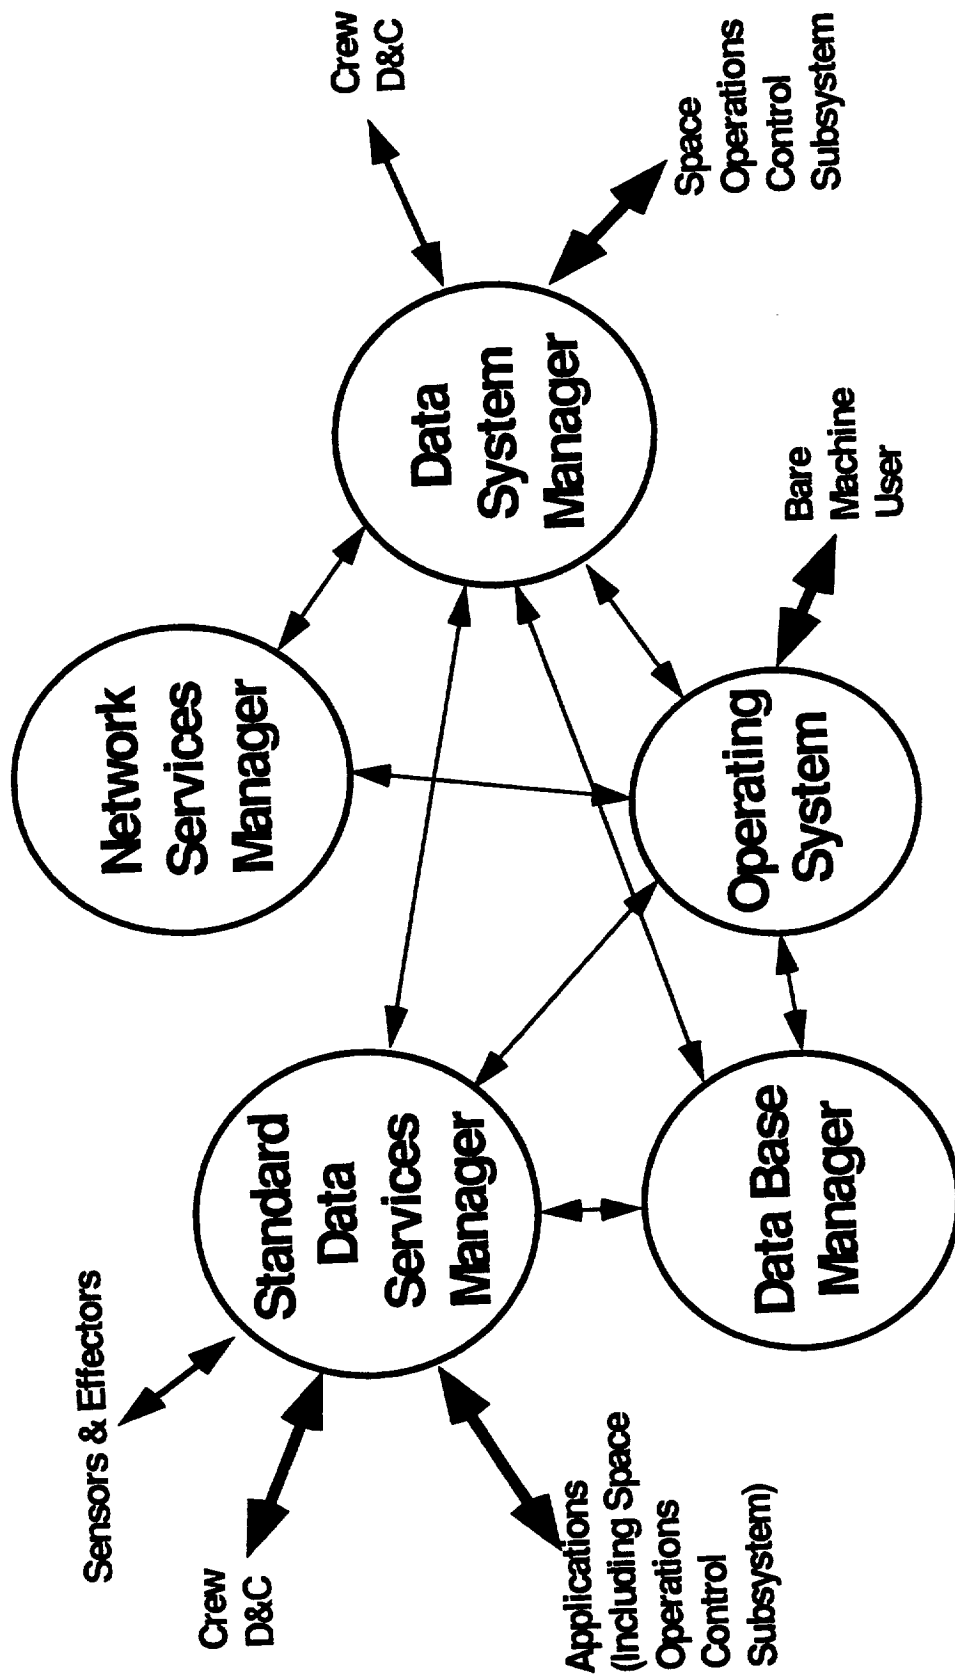 Sensors & Effectors
Crew
D&C
Applications
(Including Space
Operations
Control
Subsystem)
Standard
Data
Services
Manager
Data Base
Manager
Network
Services
Manager
Operating
System
Data
System
Manager
Bare
Machine
User
Crew
D&C
Space
Operations
Control
Subsystem